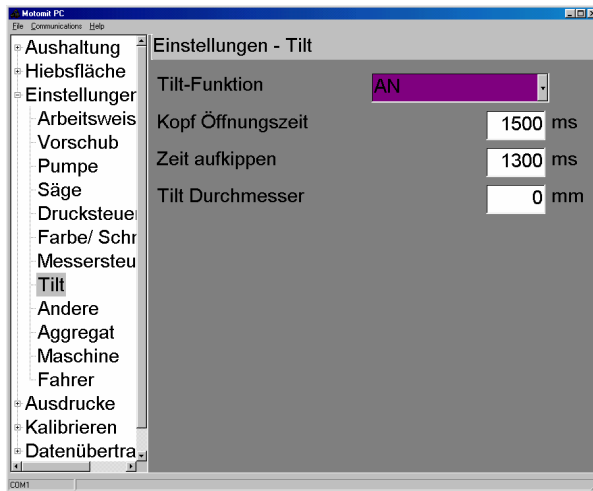 Motomit PC
File Communications Help
Aushaltung
Hiebsfläche
Einstellunger
Arbeitsweis
Vorschub
Pumpe
Säge
Drucksteuer
Farbe/ Schr
Messersteu
Tilt
Andere
Aggregat
Maschine
Fahrer
Ausdrucke
Kalibrieren
Datenübertra
Einstellungen - Tilt
Tilt-Funktion AN
Kopf Öffnungszeit 1500 ms
Zeit aufkippen 1300 ms
Tilt Durchmesser 0 mm
COM1